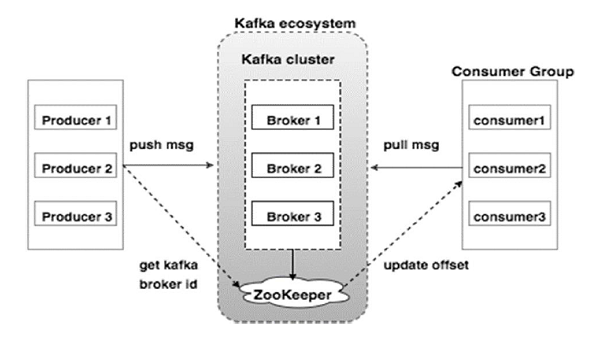 Kafka ecosystem
Kafka cluster
Consumer Group
Producer 1
Producer 2
Producer 3
push msg
Broker 1
Broker 2
Broker 3
pull msg
consumer1
consumer2
consumer3
get kafka
broker id
ZooKeeper
update offset